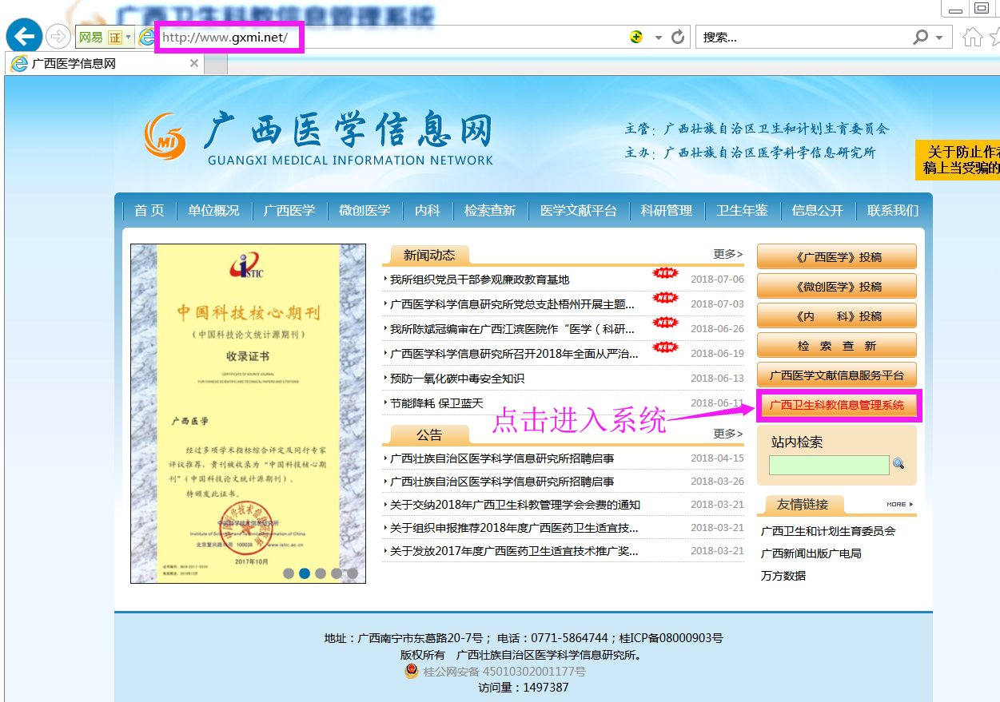 广西卫生科教信息管理系统
网易 证 http://www.gxmi.net/ 搜索...
广西医学信息网
广西医学信息网
GUANGXI MEDICAL INFORMATION NETWORK
主管：广西壮族自治区卫生和计划生育委员会
主办：广西壮族自治区医学科学信息研究所
关于防止作者
稿上当受骗的
首 页 单位概况 广西医学 微创医学 内科 检索查新 医学文献平台 科研管理 卫生年鉴 信息公开 联系我们
ISTIC
中国科技核心期刊
（中国科技论文统计源期刊）
收录证书
CERTIFICATE OF SOURCE JOURNAL
FOR CHINESE SCIENTIFIC AND TECHNICAL PAPERS AND CITATIONS
广西医学
经过多项学术指标综合评定及同行专家
评议推荐，贵刊被收录为“中国科技核心期
刊”（中国科技论文统计源期刊）。
特颁发此证书。
中国科学技术信息研究所
Institute of Scientific and Technical Information of China
北京复兴路15号 100038 www.istic.ac.cn
2017年10月
新闻动态 更多>
我所组织党员干部参观廉政教育基地 NEW 2018-07-06
广西医学科学信息研究所党总支赴梧州开展主题... NEW 2018-07-03
我所陈斌冠编审在广西江滨医院作“医学（科研... NEW 2018-06-26
广西医学科学信息研究所召开2018年全面从严治... NEW 2018-06-19
预防一氧化碳中毒安全知识 2018-06-13
节能降耗 保卫蓝天 2018-06-11
点击进入系统
公告 更多>
广西壮族自治区医学科学信息研究所招聘启事 2018-04-15
广西壮族自治区医学科学信息研究所招聘启事 2018-03-26
关于交纳2018年广西卫生科教管理学会会费的通知 2018-03-21
关于组织申报推荐2018年度广西医药卫生适宜技... 2018-03-21
关于发放2017年度广西医药卫生适宜技术推广奖... 2018-03-21
《广西医学》投稿
《微创医学》投稿
《内 科》投稿
检 索 查 新
广西医学文献信息服务平台
广西卫生科教信息管理系统
站内检索
友情链接 MORE
广西卫生和计划生育委员会
广西新闻出版广电局
万方数据
地址：广西南宁市东葛路20-7号； 电话：0771-5864744；桂ICP备08000903号
版权所有 广西壮族自治区医学科学信息研究所。
桂公网安备 45010302001177号
访问量：1497387